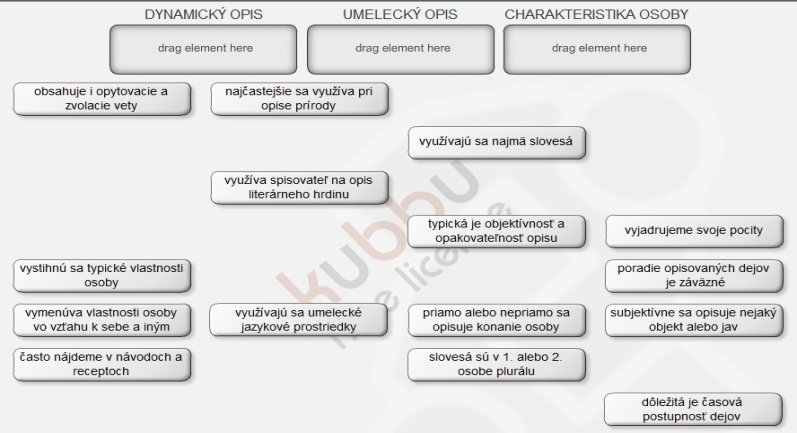 DYNAMICKÝ OPIS
UMELECKÝ OPIS
CHARAKTERISTIKA OSOBY
drag element here
drag element here
drag element here
obsahuje i opytovacie a
zvolacie vety
najčastejšie sa využíva pri
opise prírody
využívajú sa najmä slovesá
využíva spisovateľ na opis
literárneho hrdinu
typická je objektívnosť a
opakovateľnosť opisu
vyjadrujeme svoje pocity
vystihnú sa typické vlastnosti
osoby
poradie opisovaných dejov
je záväzné
vymenúva vlastnosti osoby
vo vzťahu k sebe a iným
využívajú sa umelecké
jazykové prostriedky
priamo alebo nepriamo sa
opisuje konanie osoby
subjektívne sa opisuje nejaký
objekt alebo jav
často nájdeme v návodoch a
receptoch
slovesá sú v 1. alebo 2.
osobe plurálu
dôležitá je časová
postupnosť dejov
kubbu